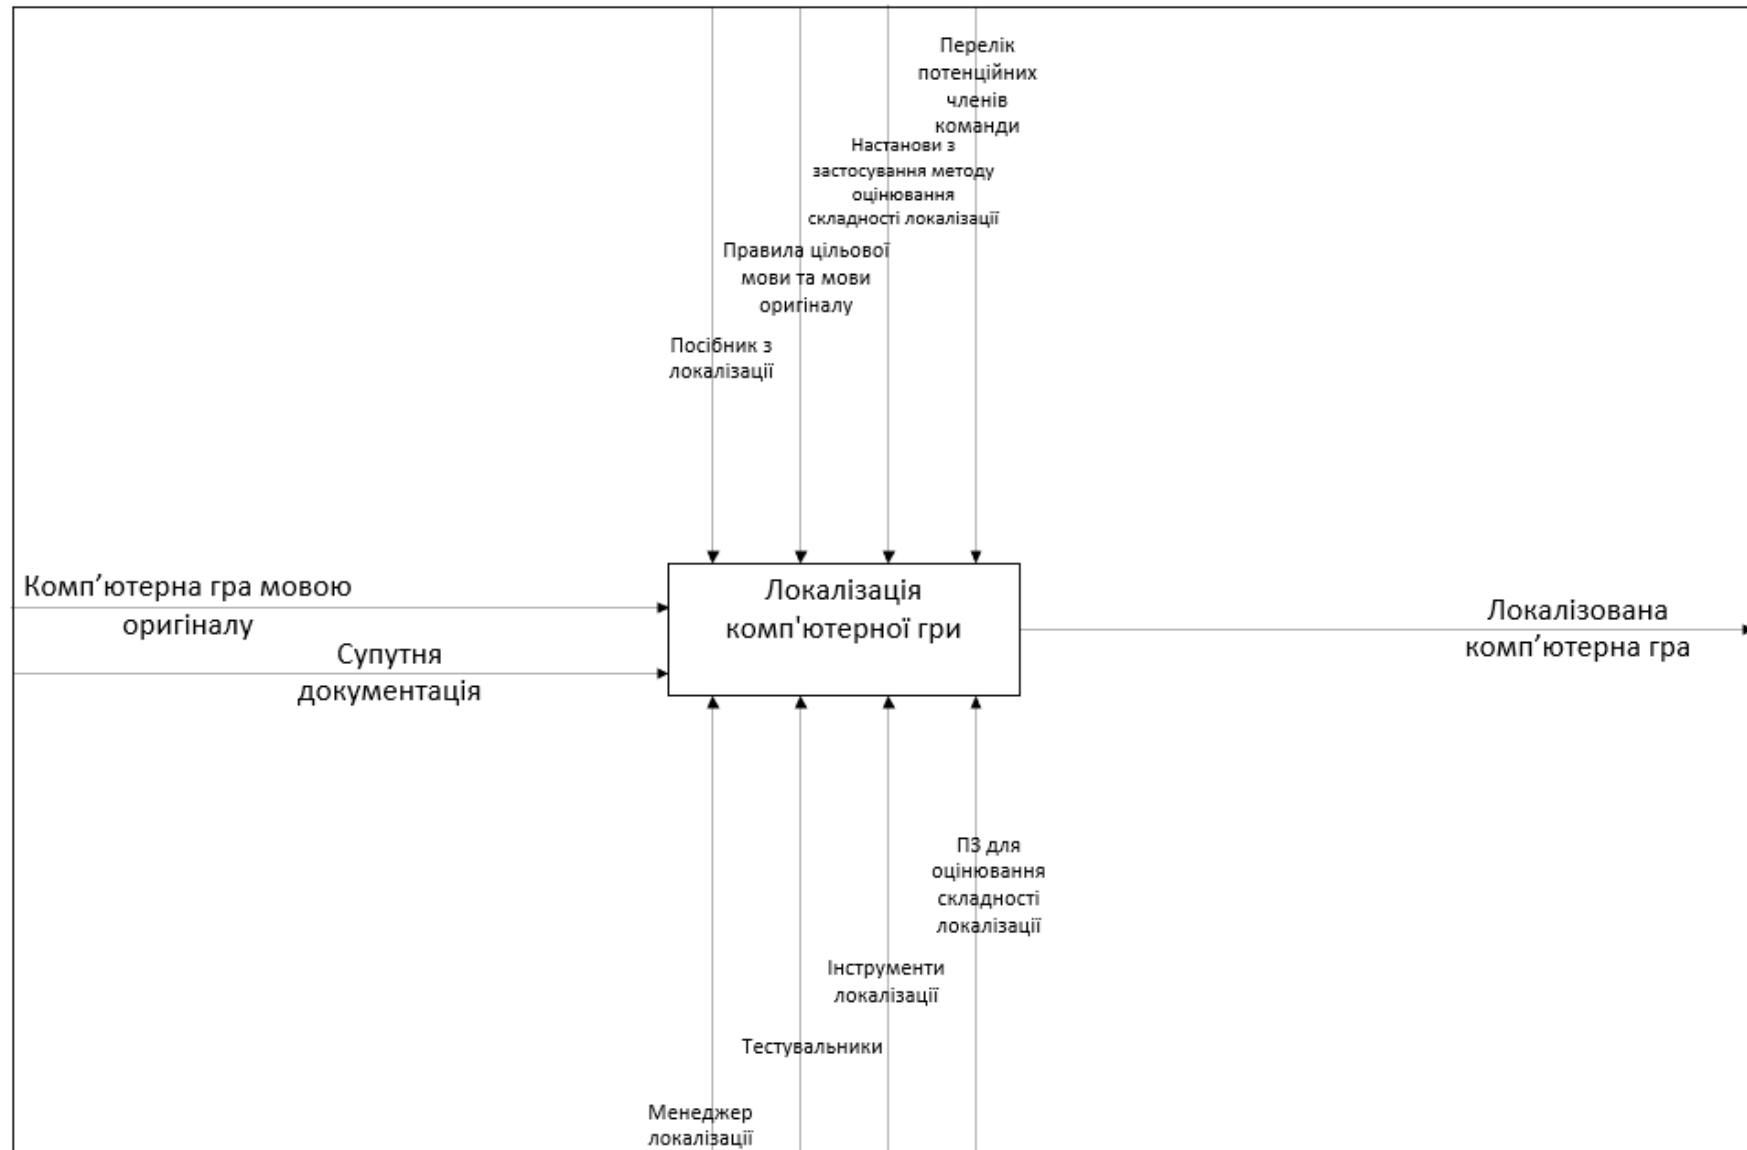 Перелік
потенційних
членів
команди
Настанови з
застосування методу
оцінювання
складності локалізації
Правила цільової
мови та мови
оригіналу
Посібник з
локалізації
Комп’ютерна гра мовою
оригіналу
Супутня
документація
Локалізація
комп'ютерної гри
Локалізована
комп’ютерна гра
ПЗ для
оцінювання
складності
локалізації
Інструменти
локалізації
Тестувальники
Менеджер
локалізації